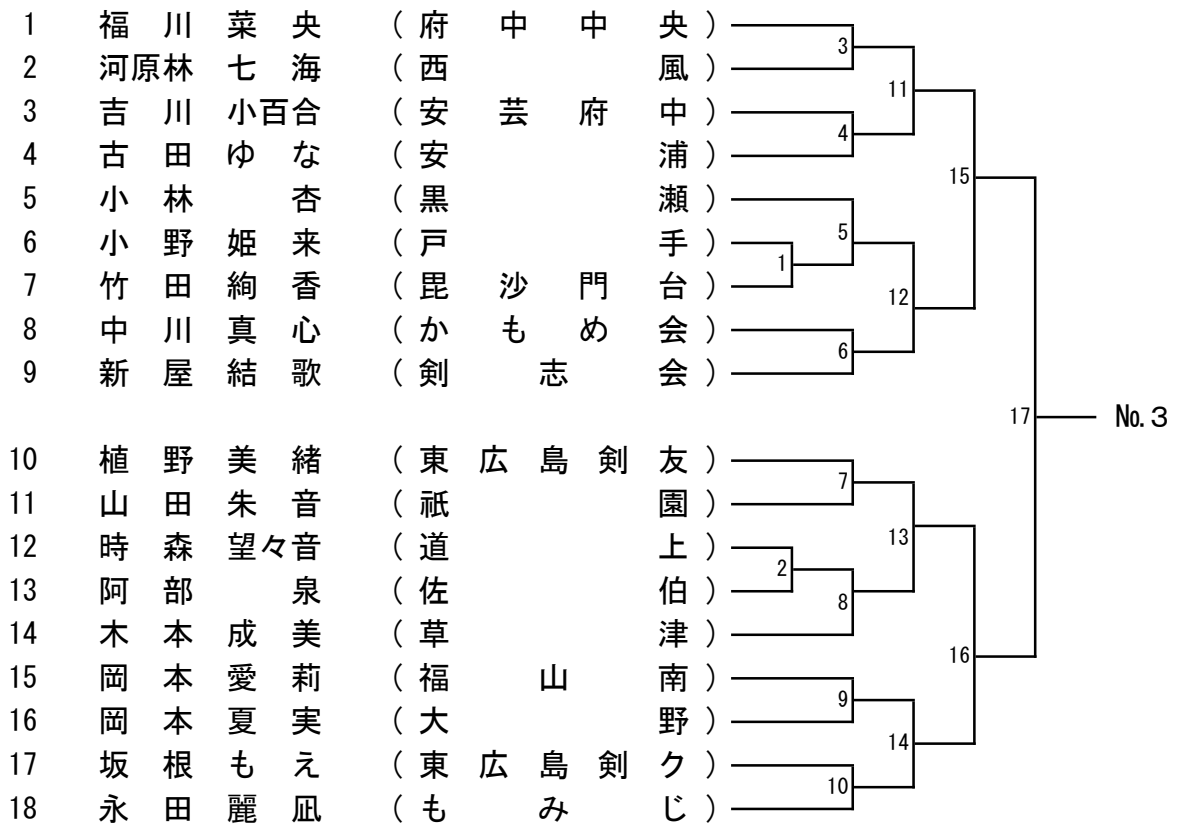 1 福川菜央 (府中中央)
2 河原林七海 (西風)
3 吉川小百合 (安芸府中)
4 古田ゆな (安浦)
5 小林杏 (黒瀬)
6 小野姫来 (戸手)
7 竹田絢香 (毘沙門台)
8 中川真心 (かもめ会)
9 新屋結歌 (剣志会)
10 植野美緒 (東広島剣友)
11 山田朱音 (祇園)
12 時森望々音 (道上)
13 阿部泉 (佐伯)
14 木本成美 (草津)
15 岡本愛莉 (福山南)
16 岡本夏実 (大野)
17 坂根もえ (東広島剣ク)
18 永田麗凪 (もみじ)
3
4
11
15
5
1
12
6
17
№3
7
13
2
8
16
9
14
10